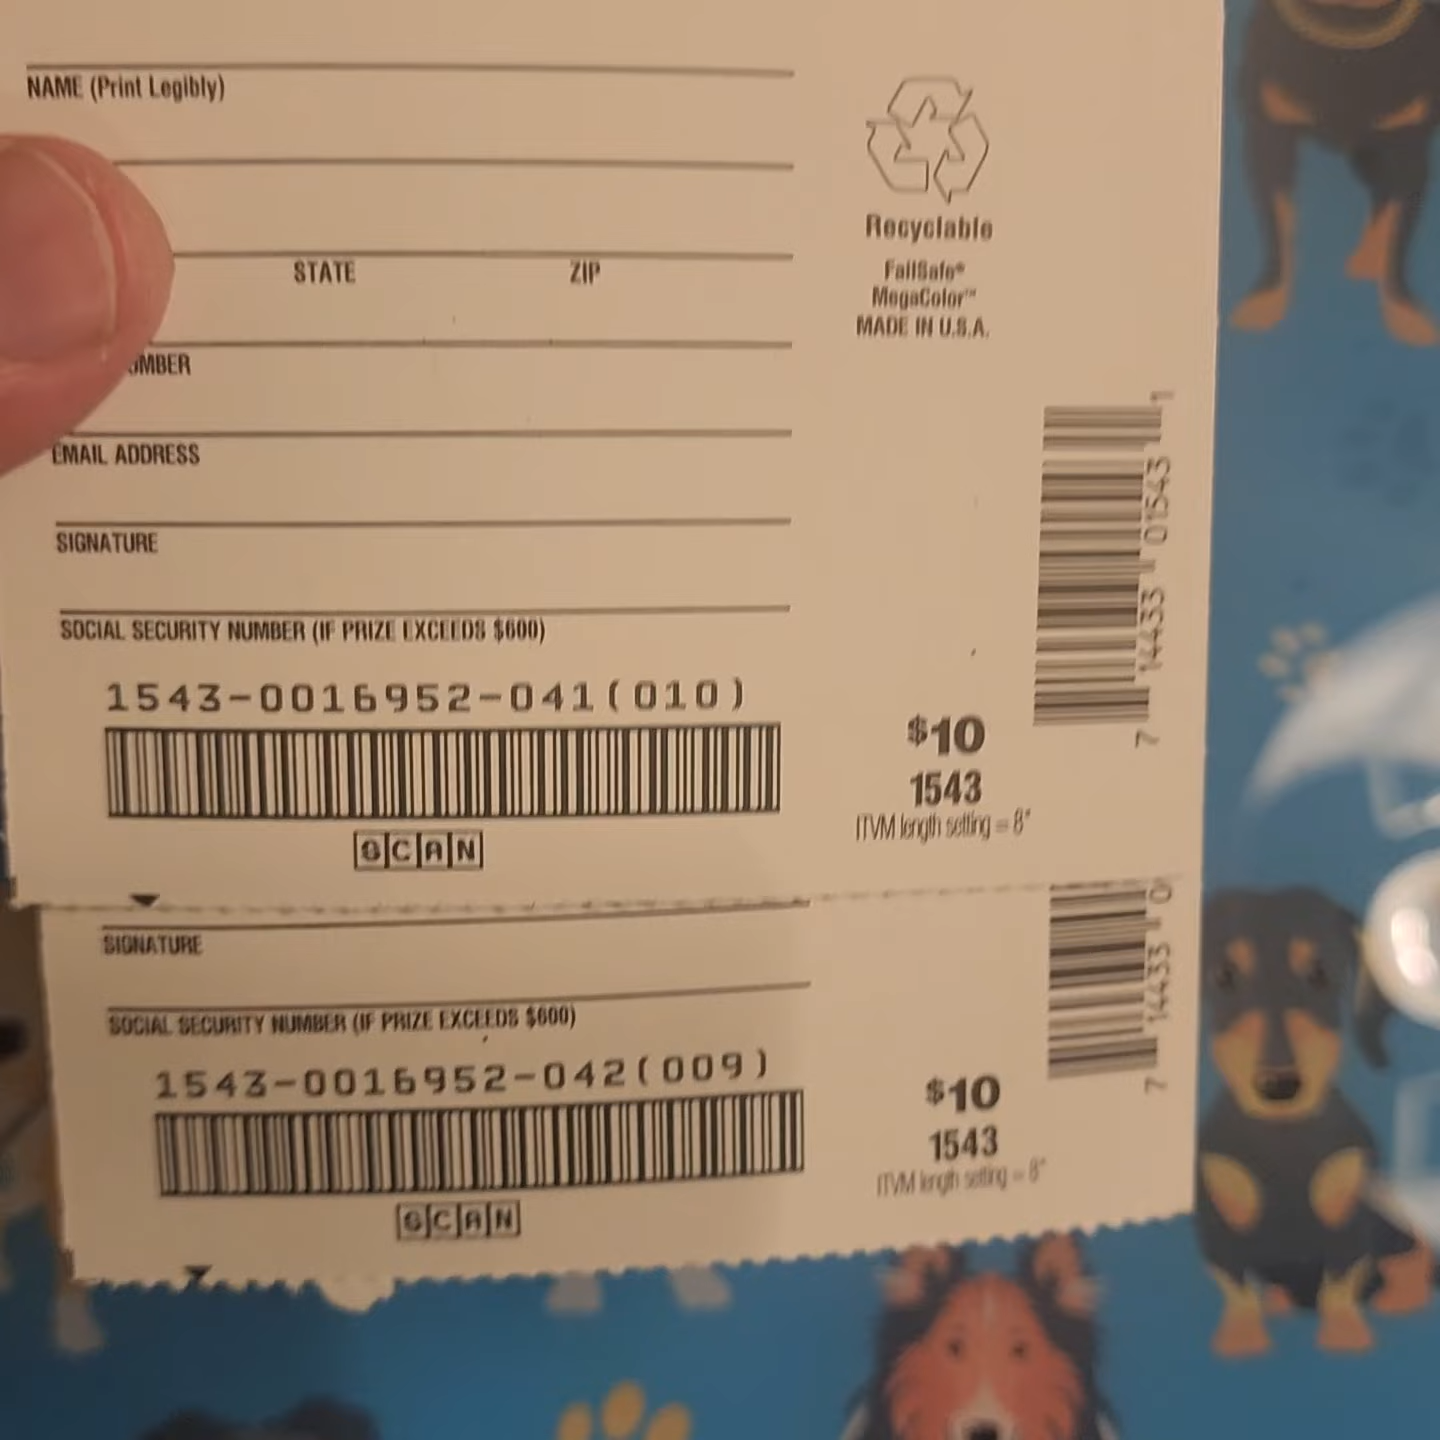 NAME (Print Legibly)
STATE ZIP
UMBER
EMAIL ADDRESS
SIGNATURE
SOCIAL SECURITY NUMBER (IF PRIZE EXCEEDS $600)
1543-0016952-041(010)
SCAN
Recyclable
FailSafe®
MegaColor™
MADE IN U.S.A.
7 14433 01543 1
$10
1543
ITVM length setting = 8"
SIGNATURE
SOCIAL SECURITY NUMBER (IF PRIZE EXCEEDS $600)
1543-0016952-042(009)
SCAN
7 14433 0
$10
1543
ITVM length setting = 8"